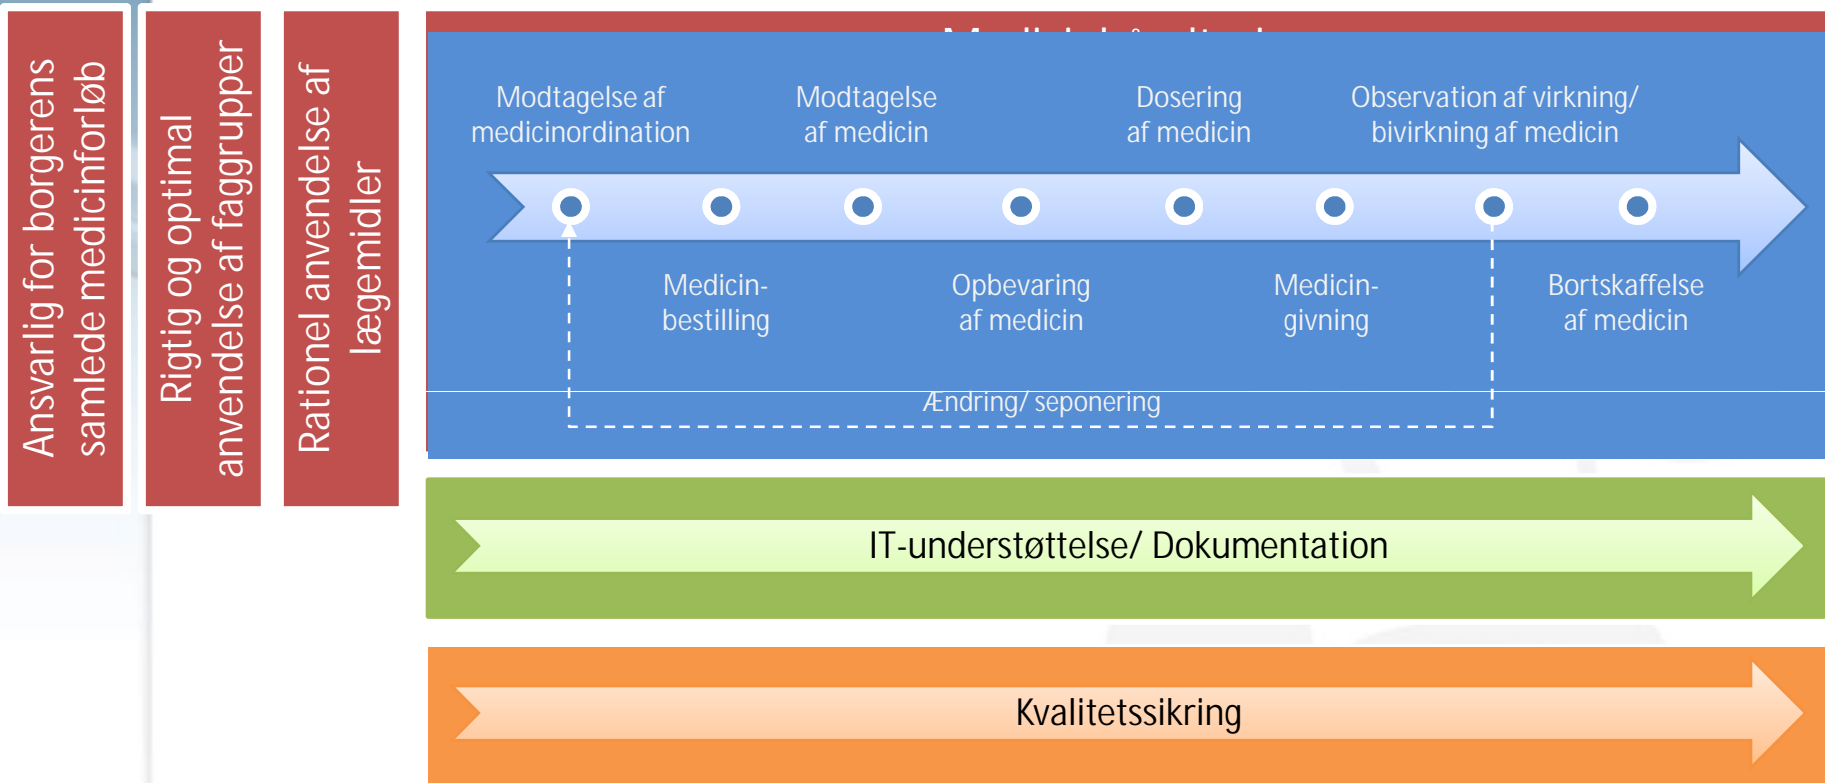 Ansvarlig for borgerens
samlede medicinforløb
Rigtig og optimal
anvendelse af faggrupper
Rationel anvendelse af
lægemidler
Modtagelse af
medicinordination
Modtagelse
af medicin
Dosering
af medicin
Observation af virkning/
bivirkning af medicin
Medicin-
bestilling
Opbevaring
af medicin
Medicin-
givning
Bortskaffelse
af medicin
Ændring/ seponering
IT-understøttelse/ Dokumentation
Kvalitetssikring